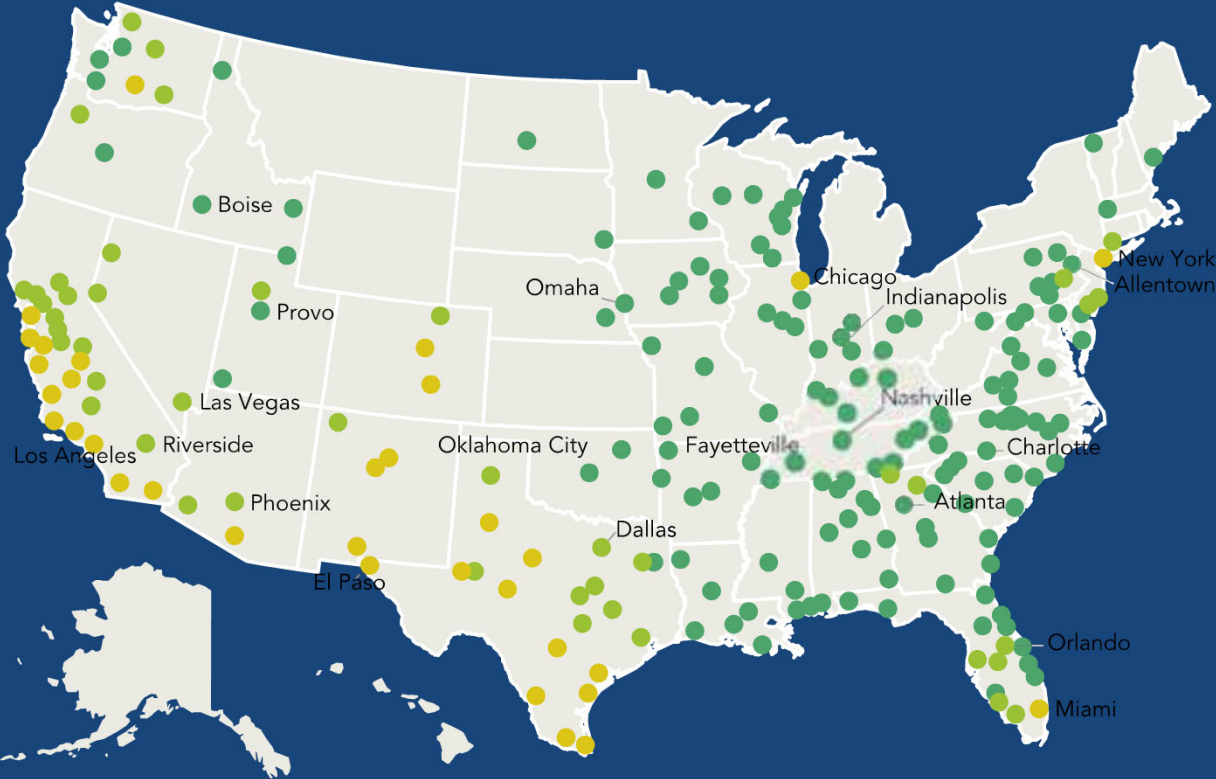 Boise
Provo
Omaha
Chicago
Indianapolis
New York
Allentown
Las Vegas
Riverside
Los Angeles
Phoenix
Oklahoma City
Fayetteville
Nashville
Charlotte
Atlanta
Dallas
El Paso
Orlando
Miami